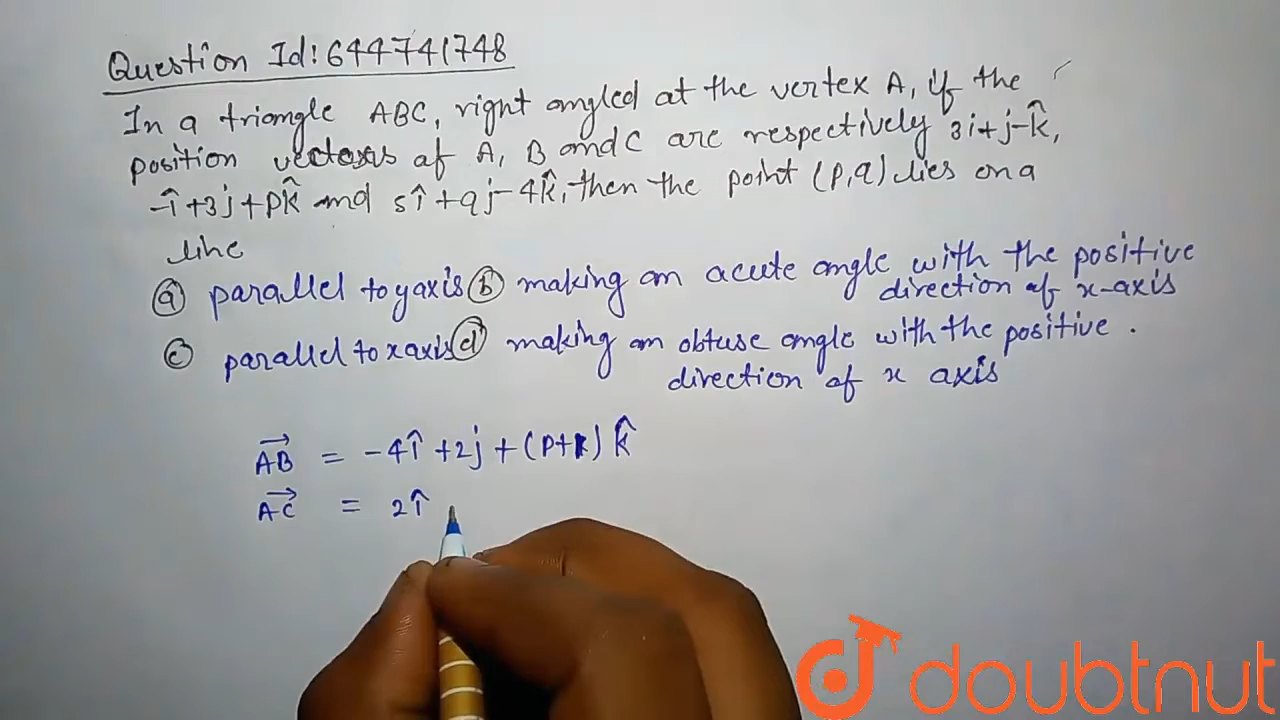 Question Id: 644741748
In a triangle ABC, right angled at the vertex A, if the
position vectors of A, B and C are respectively 3i+j-k̂,
-î+3j+pk̂ and 5î+qj-4k̂, then the point (p,q) lies on a
line
(a) parallel to yaxis (b) making an acute angle with the positive
direction of x-axis
(c) parallel to xaxis (d) making an obtuse angle with the positive.
direction of x axis
AB⃗ = -4î+2j+(p+1)k̂
AC⃗ = 2î
doubtnut